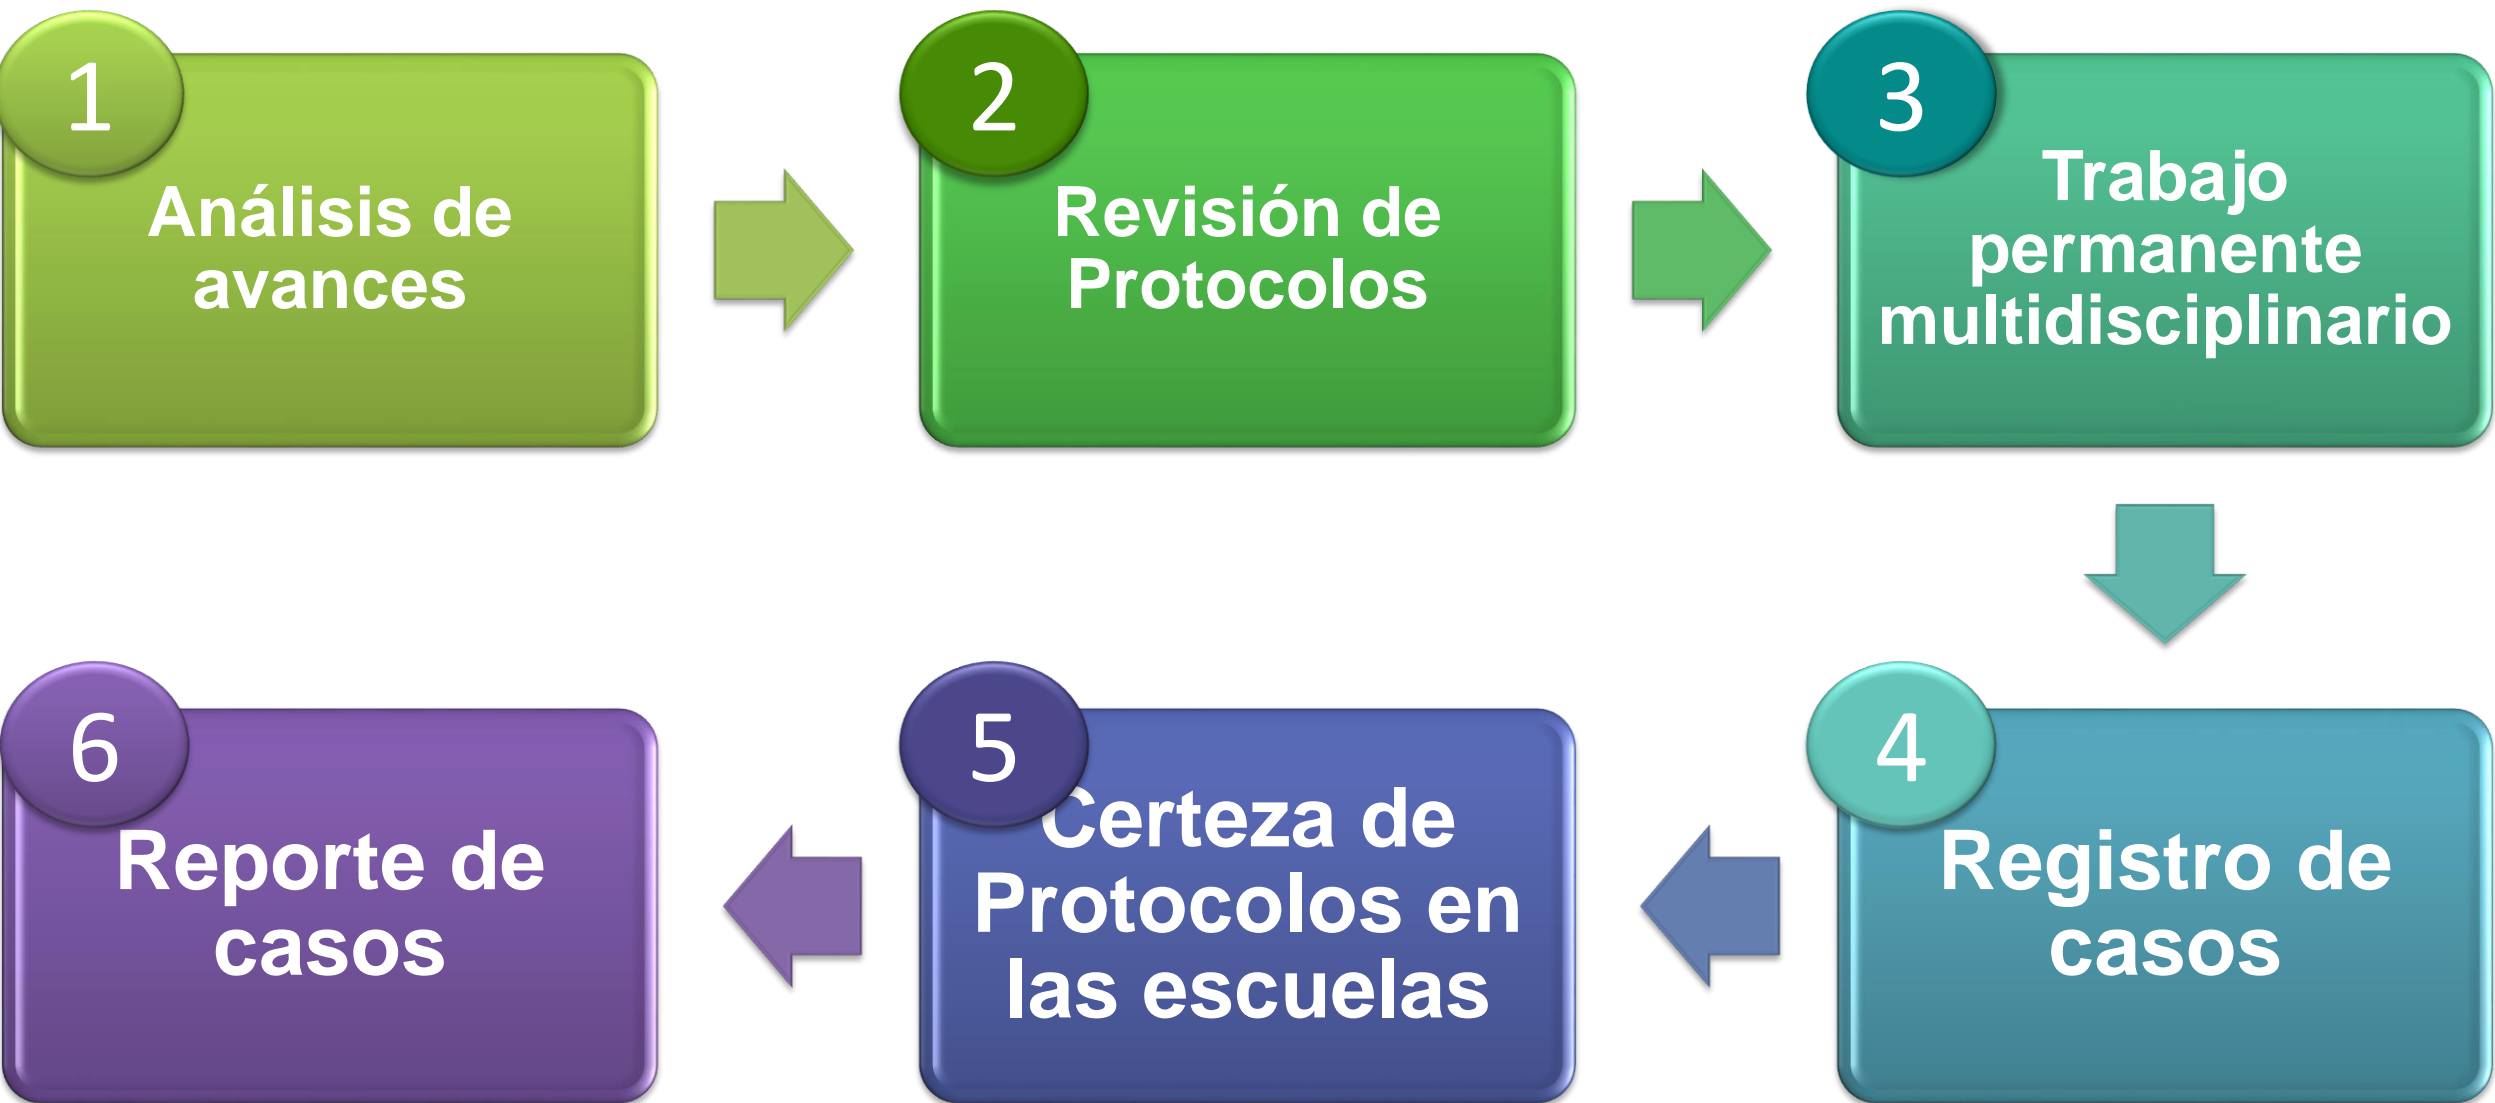 1
Análisis de
avances
2
Revisión de
Protocolos
3
Trabajo
permanente
multidisciplinario
4
Registro de
casos
5
Certeza de
Protocolos en
las escuelas
6
Reporte de
casos